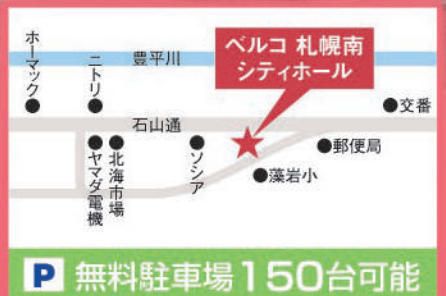 ベルコ 札幌南
シティホール
豊平川
ホーマック
ニトリ
交番
石山通
ヤマダ電機
北海市場
ソシア
郵便局
藻岩小
P 無料駐車場150台可能